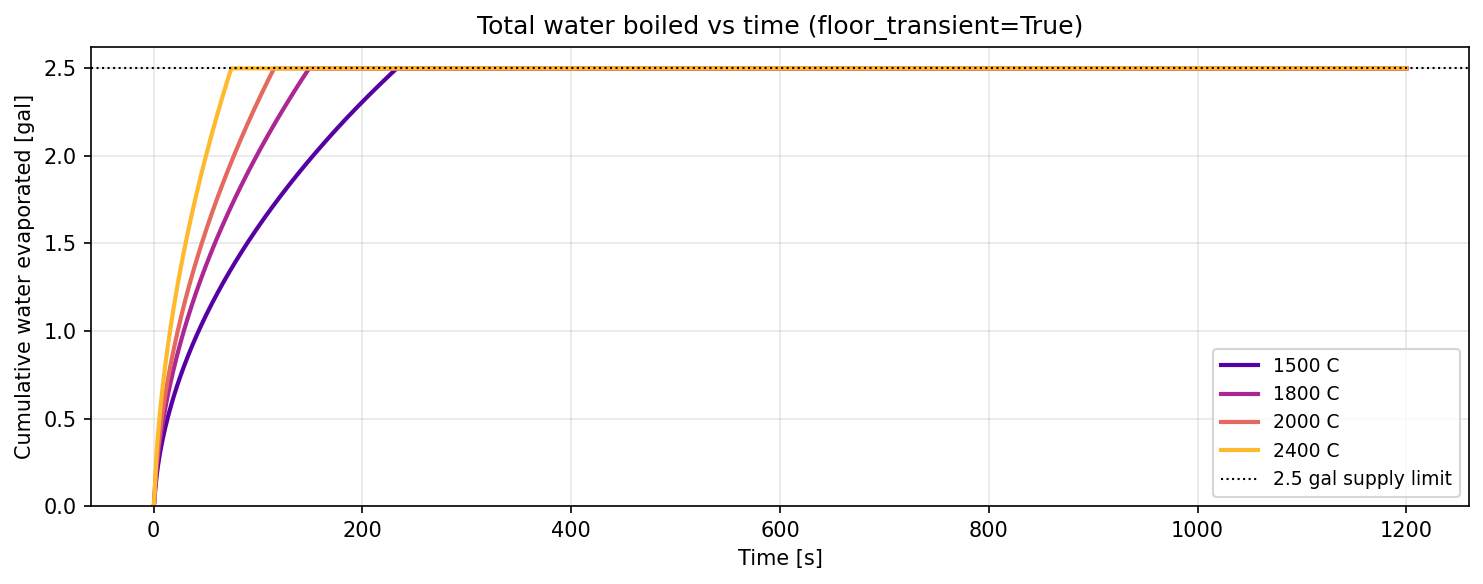 Total water boiled vs time (floor_transient=True)
Cumulative water evaporated [gal]
2.5
2.0
1.5
1.0
0.5
0.0
0
200
400
600
800
1000
1200
Time [s]
1500 C
1800 C
2000 C
2400 C
2.5 gal supply limit